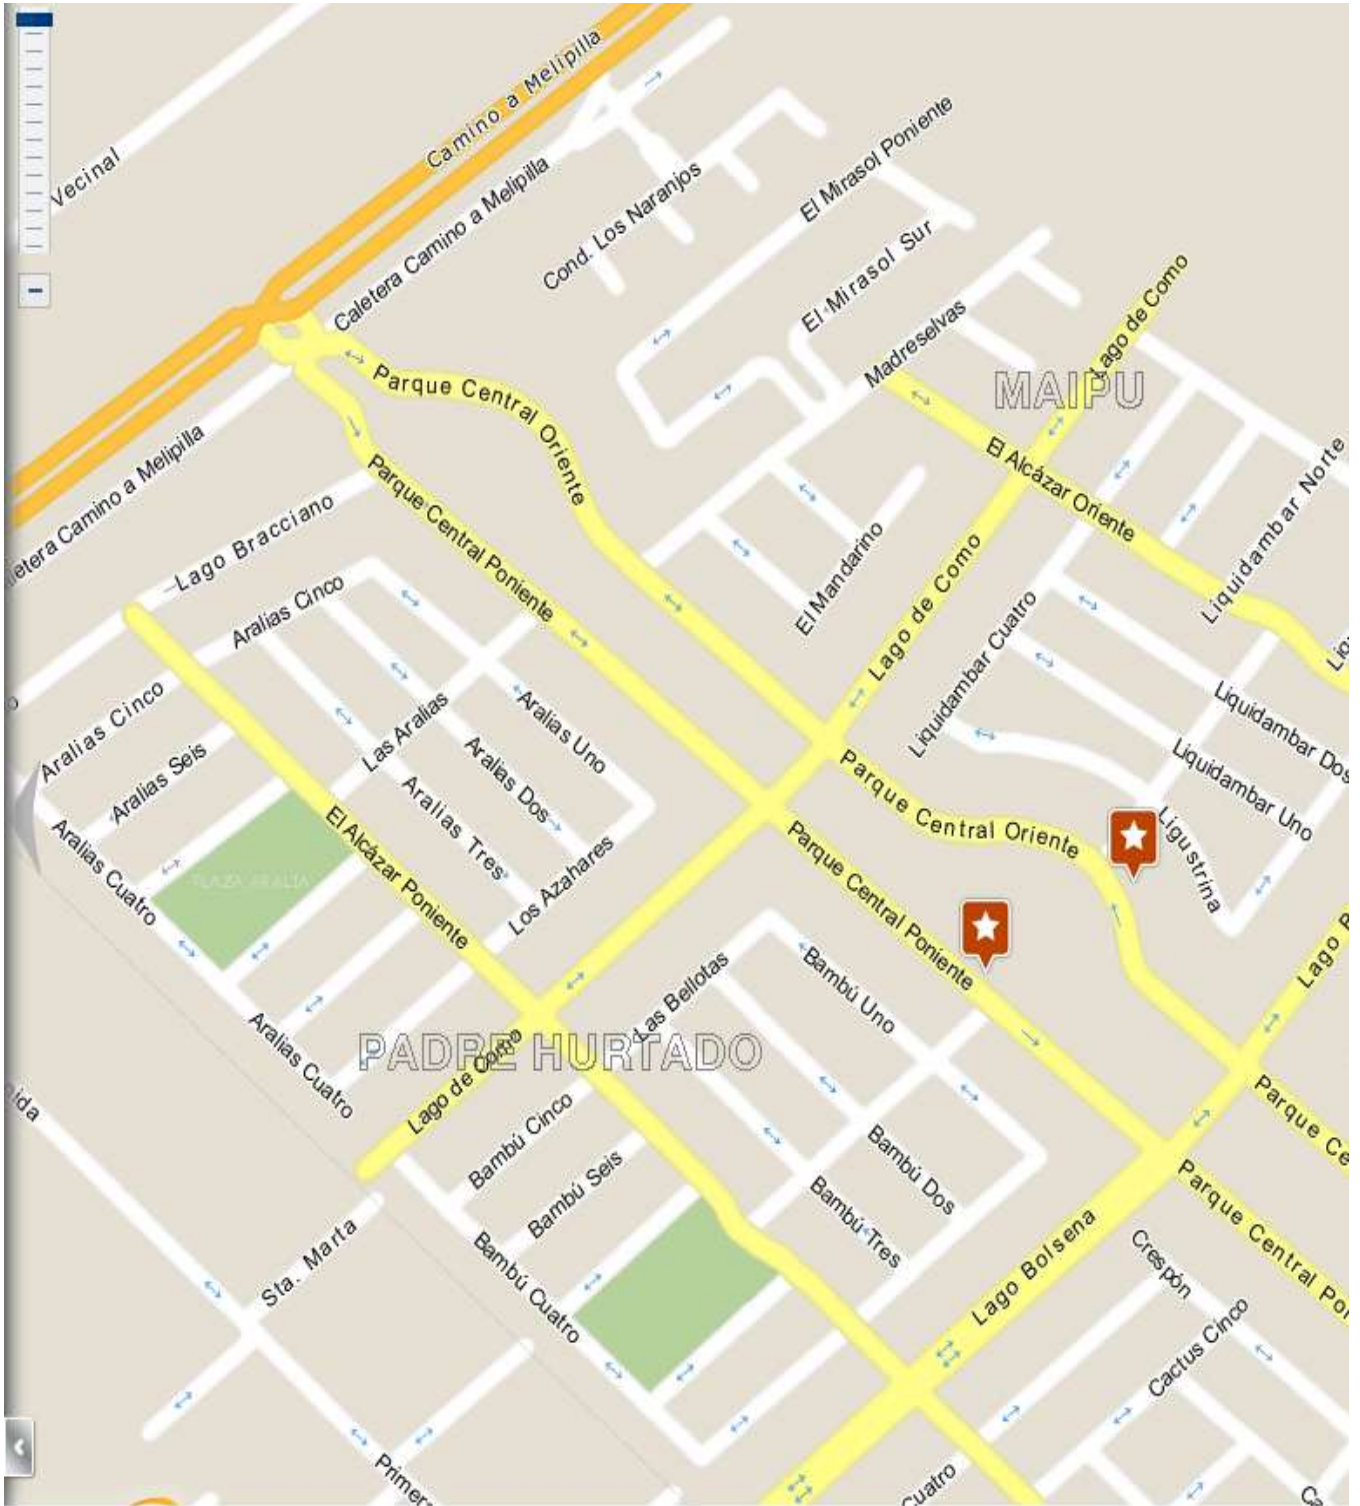 Camino a Melipilla
Vecinal
Caletera Camino a Melipilla
El Mirasol Poniente
Cond. Los Naranjos
El Mirasol Sur
Lago de Como
Madreselvas
MAIPU
Parque Central Oriente
El Alcázar Oriente
Liquidambar Norte
Camino a Melipilla
Parque Central Poniente
Lago Bracciano
Aralias Cinco
El Mandarino
Lago de Como
Liquidambar Cuatro
Aralias Cinco
Las Aralias
Aralias Uno
Liquidambar Dos
Aralias Seis
Aralias Dos
Liquidambar Uno
Aralias Tres
Parque Central Oriente
Ligustrina
El Alcázar Poniente
PLAZA ARALIA
Los Azahares
Parque Central Poniente
Aralias Cuatro
Lago
Las Bellotas
Bambú Uno
Aralias Cuatro
PADRE HURTADO
Lago de Como
Bambú Cinco
Parque
Bambú Dos
Bambú Seis
Bambú Tres
Parque Central
Sta. Marta
Bambú Cuatro
Lago Bolsena
Crespón
Cactus Cinco
Cuatro